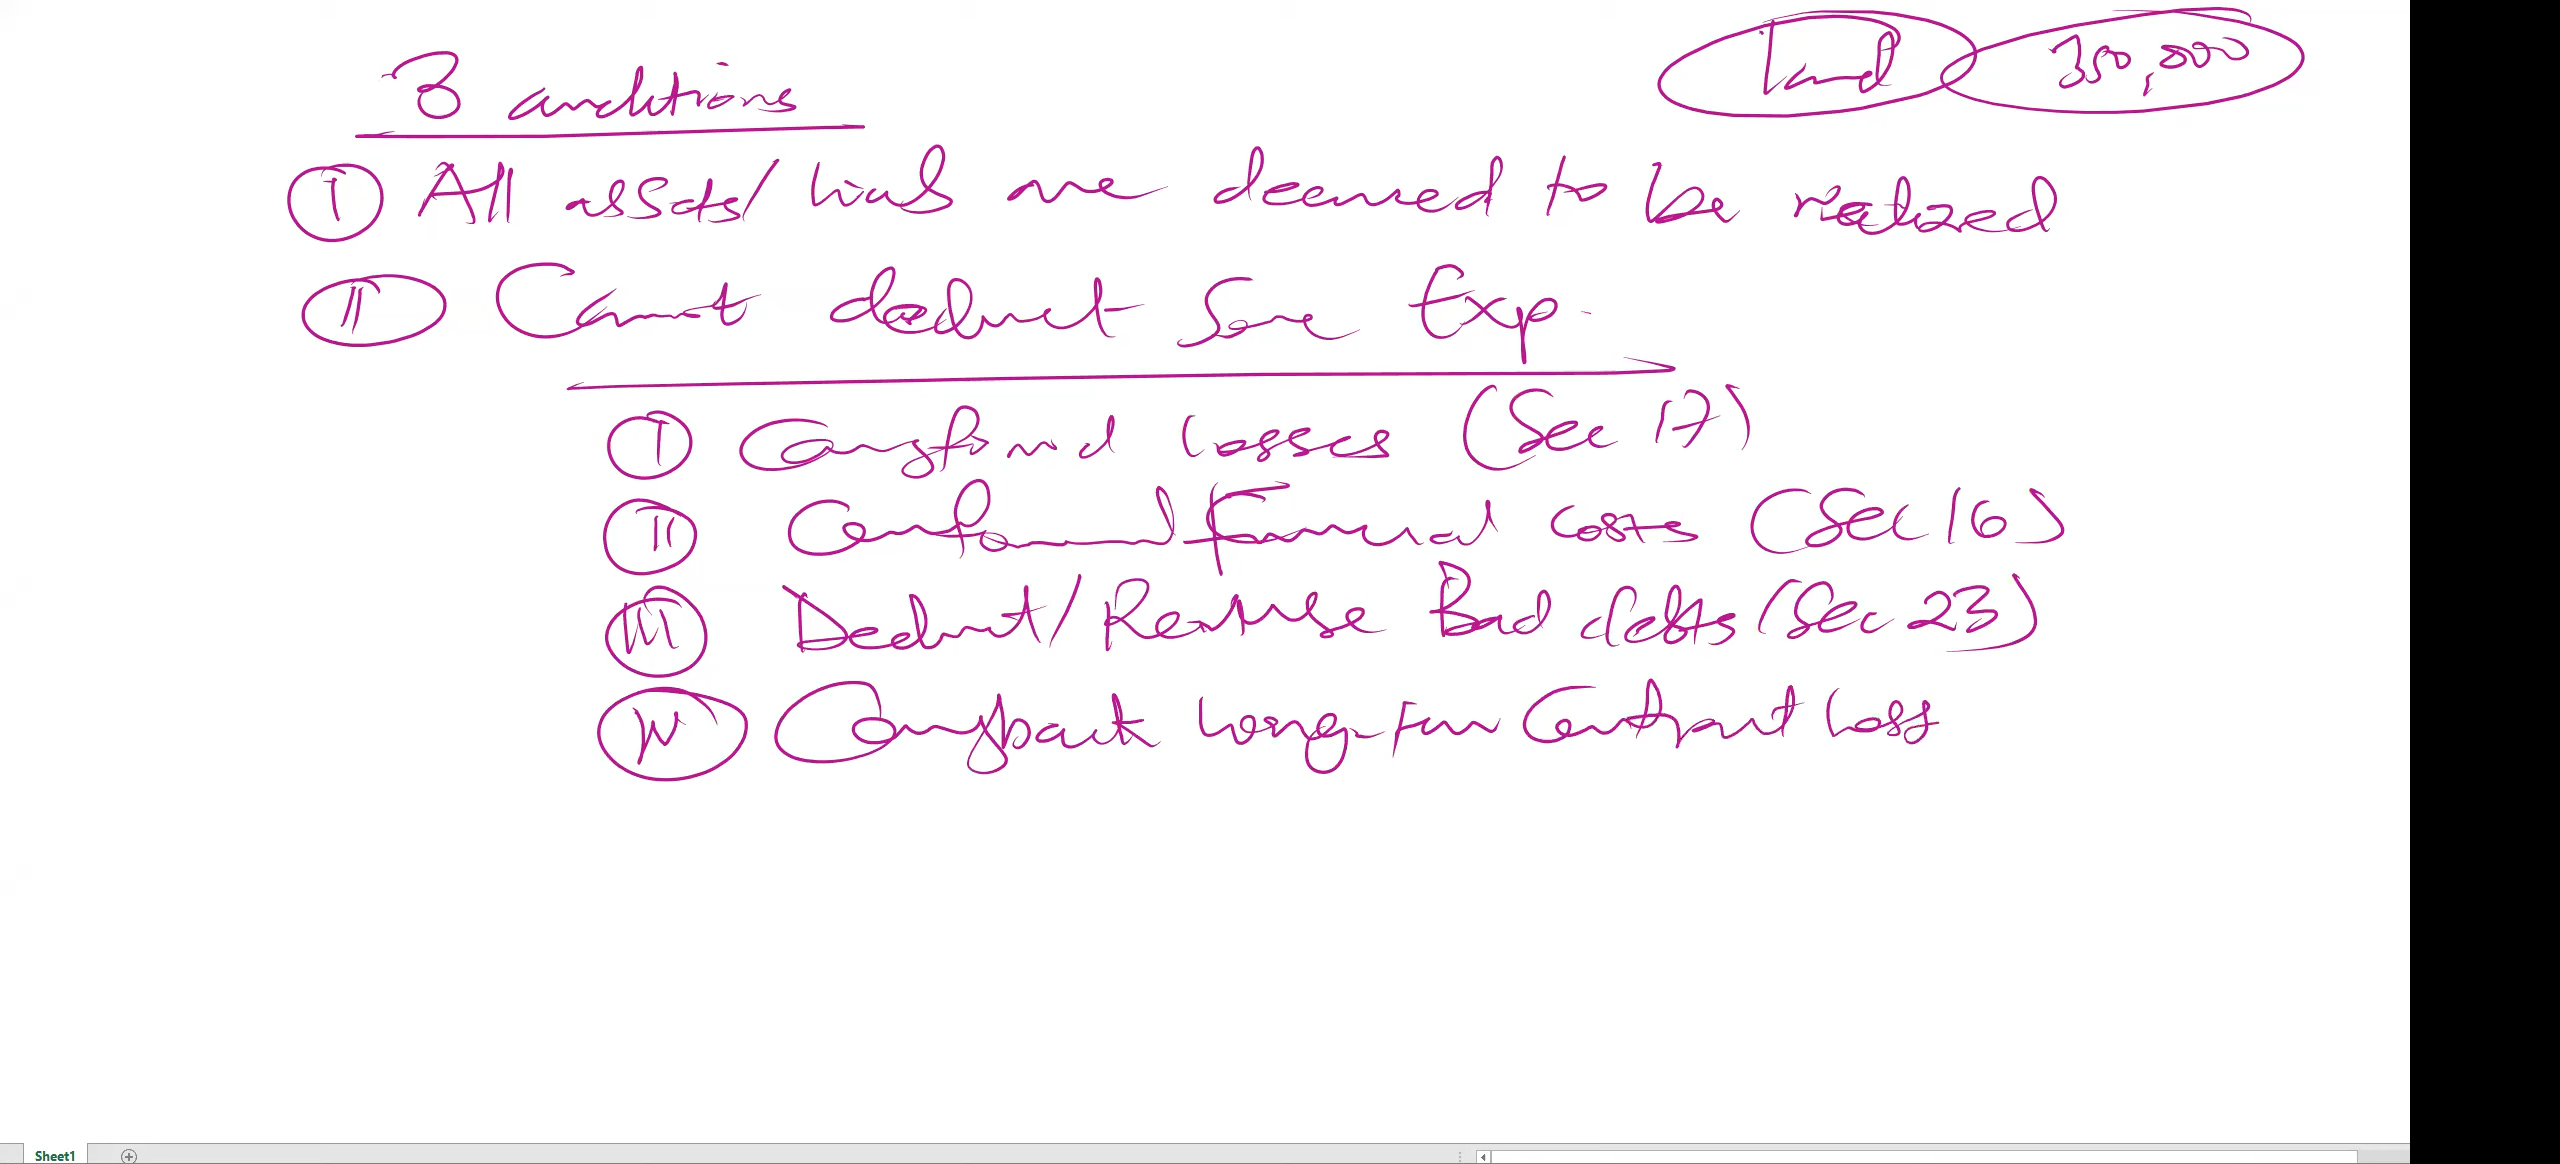 Land 350,000
3 conditions
I All assets/liab are deemed to be realized
II Cannot deduct Some Exp.
I Carryforward losses (Sec 17)
II Carryforward Financial costs (Sec 16)
III Deduct/Reverse Bad debts (Sec 23)
IV Carryback Long-term Contract Loss
Sheet1